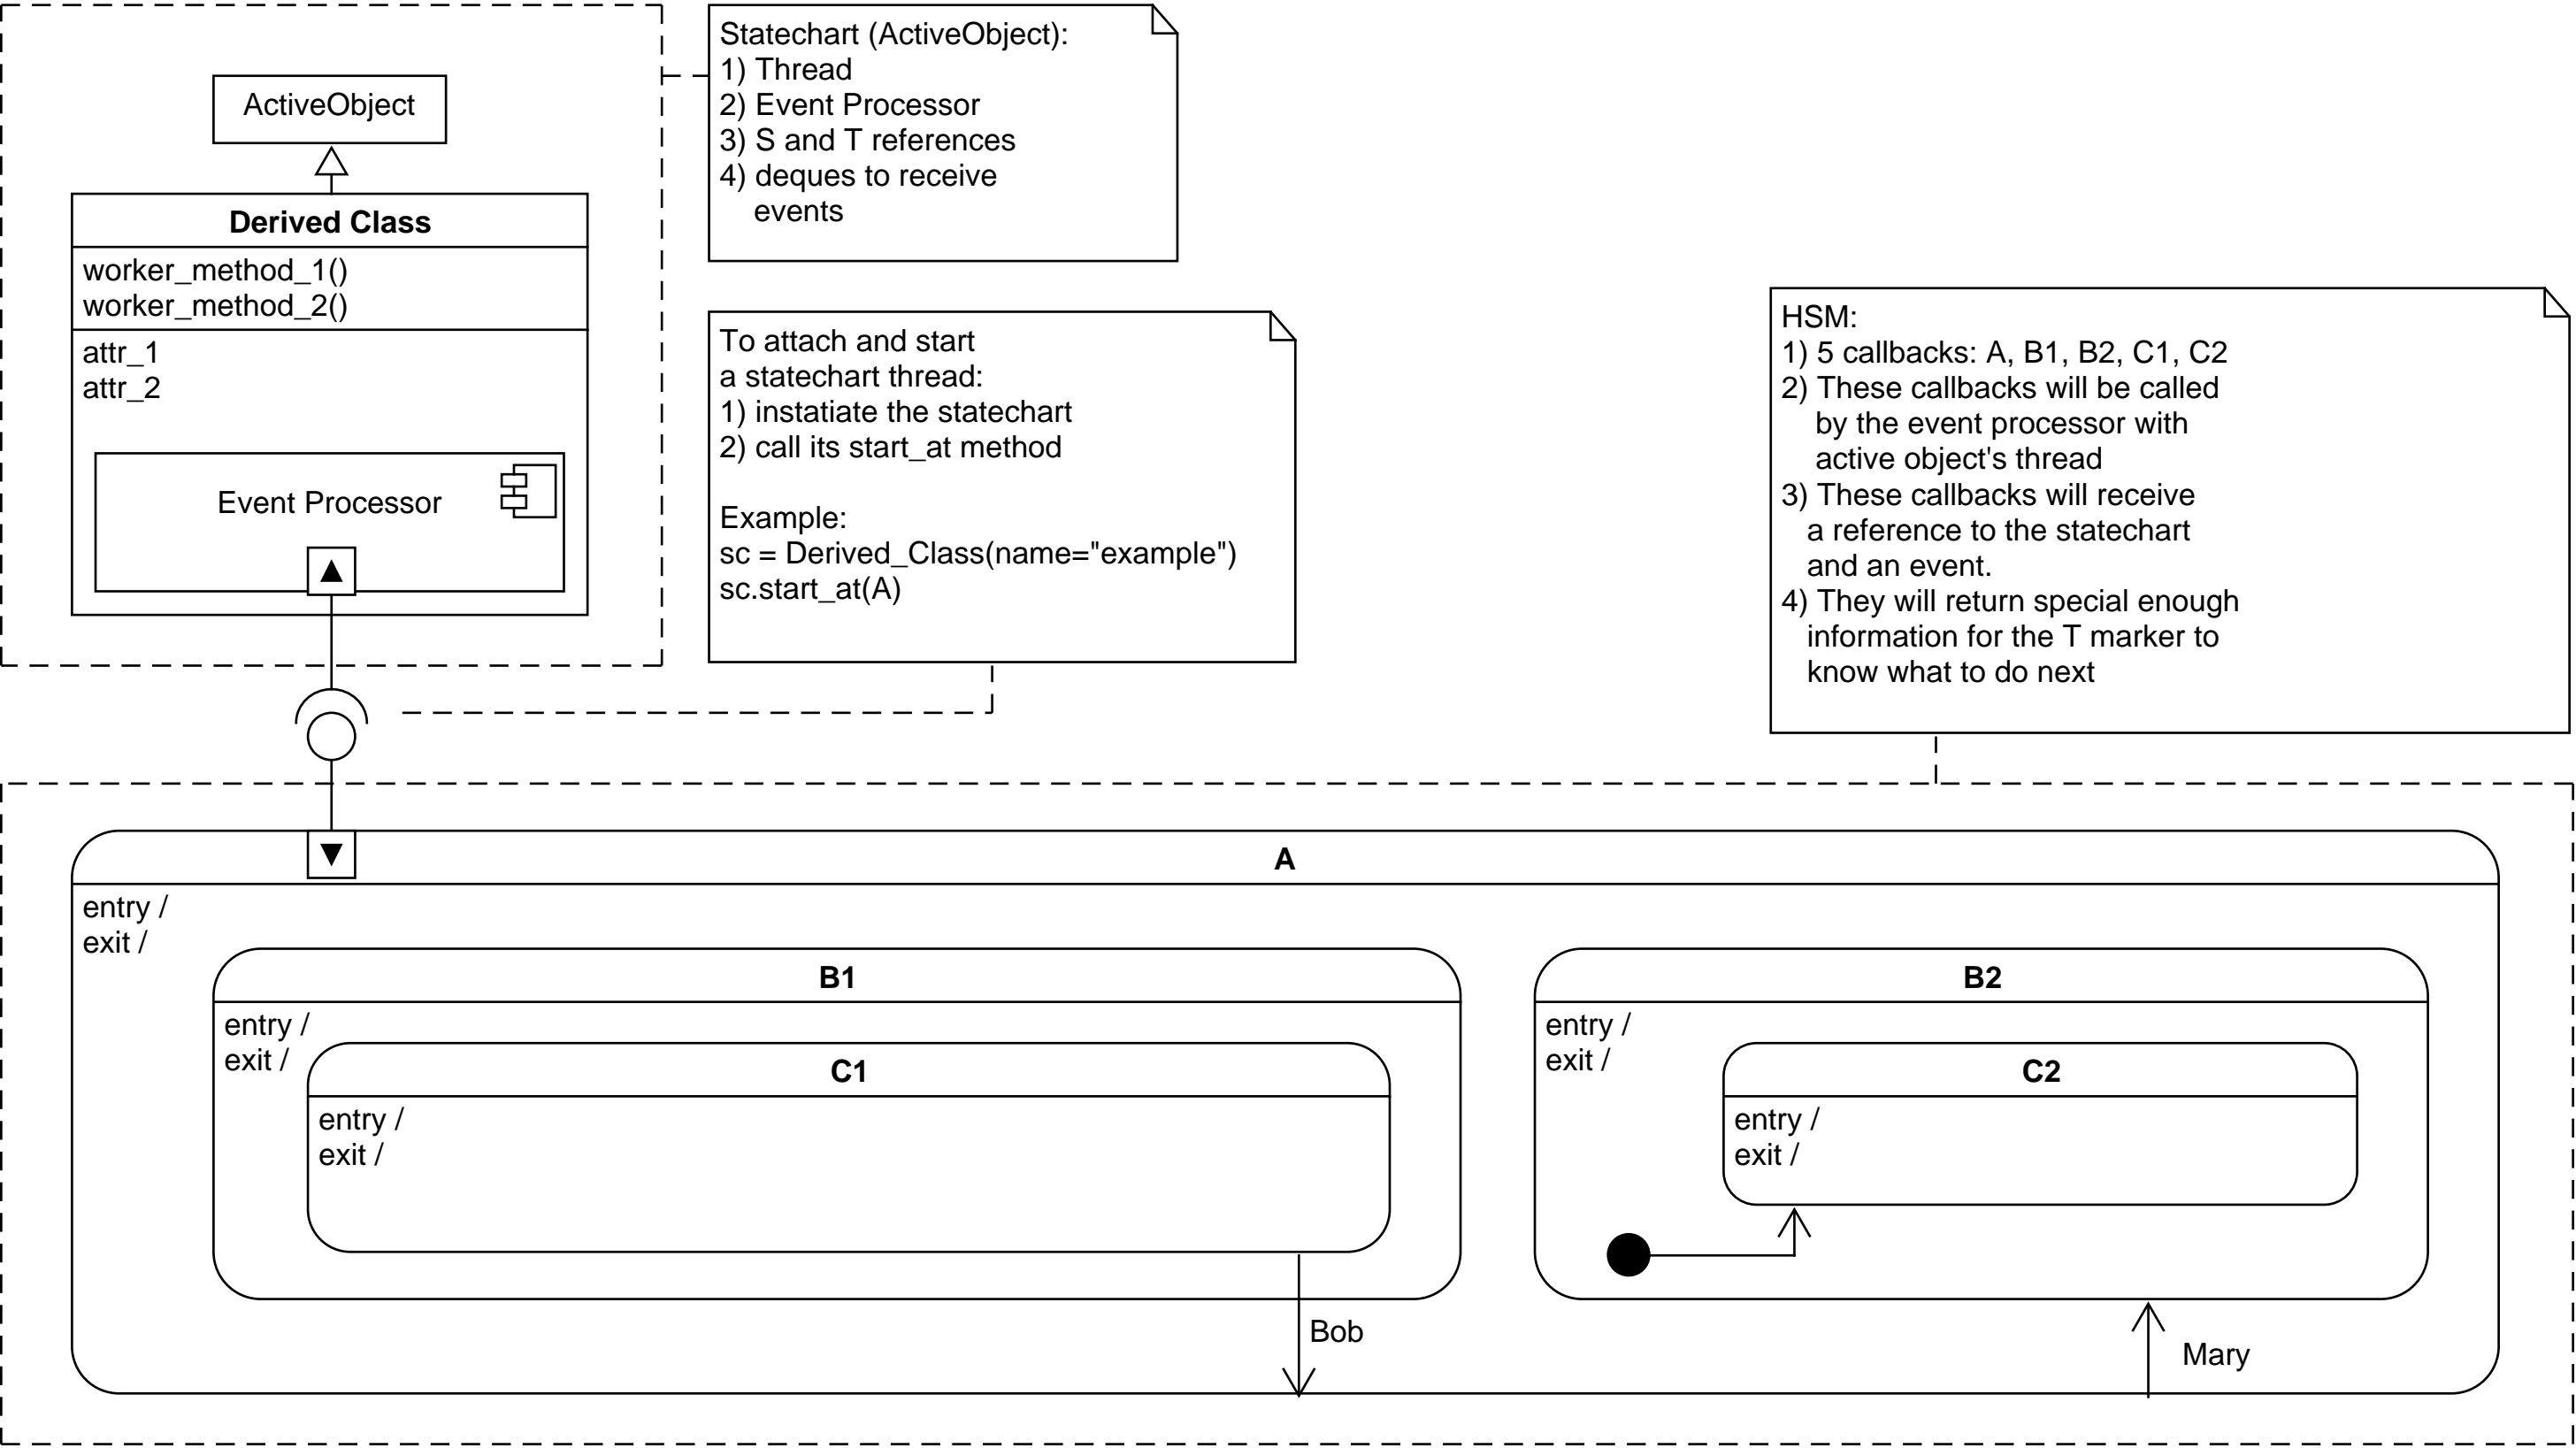 ActiveObject
Derived Class
worker_method_1()
worker_method_2()
attr_1
attr_2
Event Processor
Statechart (ActiveObject):
1) Thread
2) Event Processor
3) S and T references
4) deques to receive
events
To attach and start
a statechart thread:
1) instatiate the statechart
2) call its start_at method
Example:
sc = Derived_Class(name="example")
sc.start_at(A)
HSM:
1) 5 callbacks: A, B1, B2, C1, C2
2) These callbacks will be called
by the event processor with
active object's thread
3) These callbacks will receive
a reference to the statechart
and an event.
4) They will return special enough
information for the T marker to
know what to do next
A
entry /
exit /
B1
entry /
exit /
C1
entry /
exit /
B2
entry /
exit /
C2
entry /
exit /
Bob
Mary